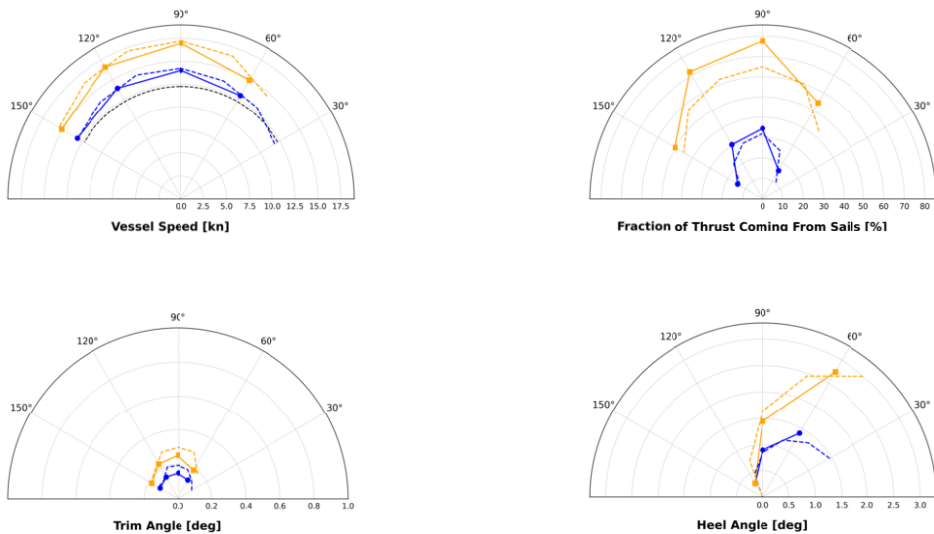 90°
120°
60°
150°
30°
0 2.5 5.0 7.5 10.0 12.5 15.0 17.5
Vessel Speed [kn]
90°
120°
60°
150°
30°
0 10 20 30 40 50 60 70 80
Fraction of Thrust Coming From Sails [%]
90°
120°
60°
150°
30°
0.0 0.2 0.4 0.6 0.8 1.0
Trim Angle [deg]
90°
120°
60°
150°
30°
0.0 0.5 1.0 1.5 2.0 2.5 3.0
Heel Angle [deg]